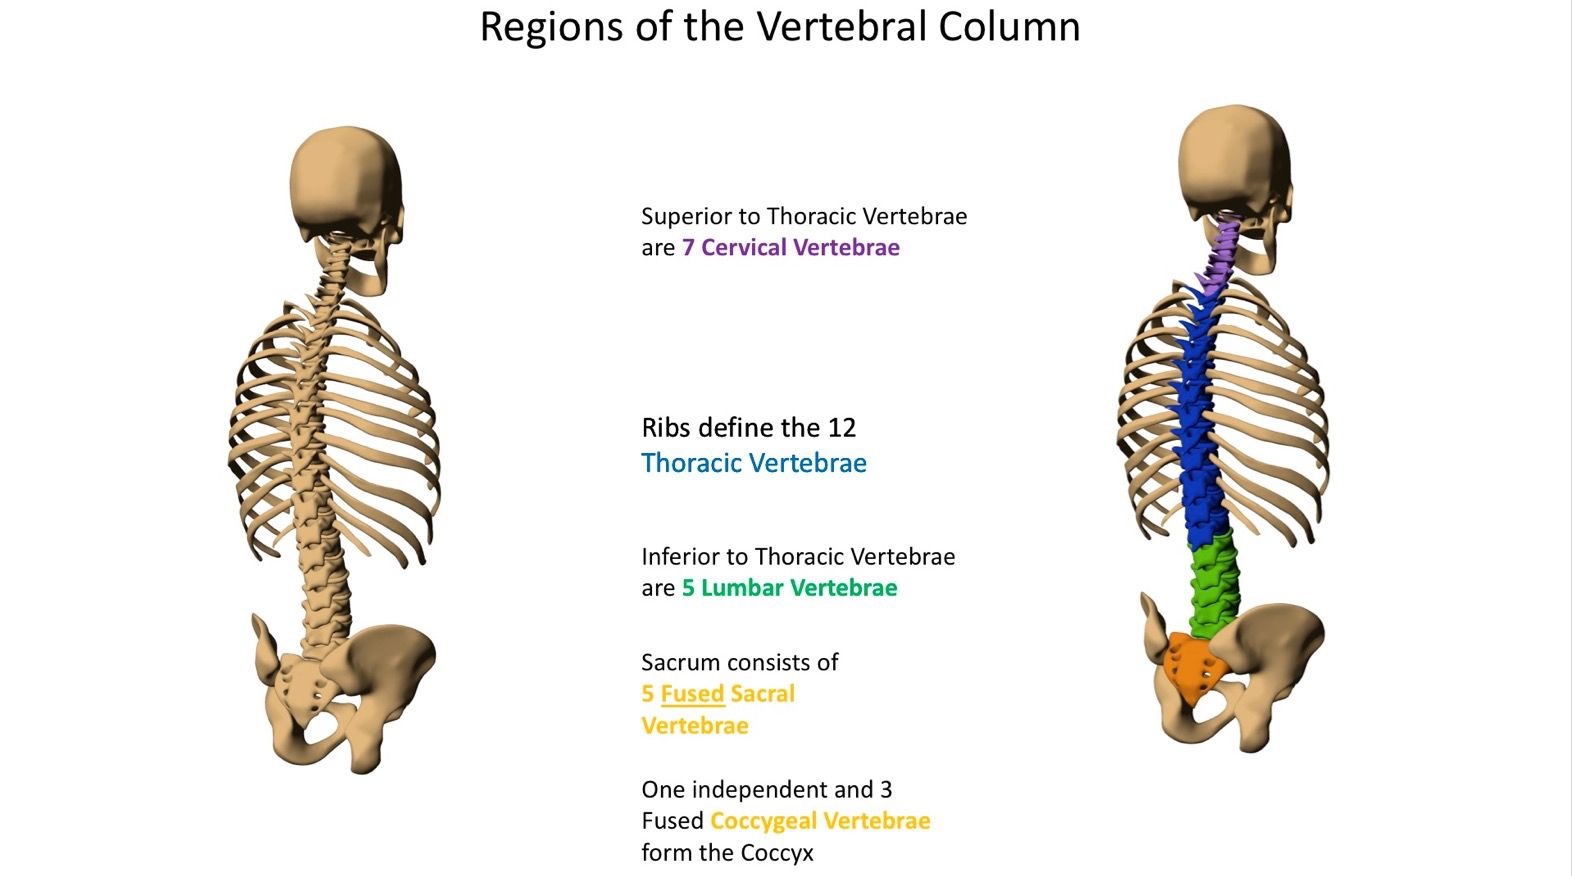 Regions of the Vertebral Column
Superior to Thoracic Vertebrae
are 7 Cervical Vertebrae
Ribs define the 12
Thoracic Vertebrae
Inferior to Thoracic Vertebrae
are 5 Lumbar Vertebrae
Sacrum consists of
5 Fused Sacral
Vertebrae
One independent and 3
Fused Coccygeal Vertebrae
form the Coccyx